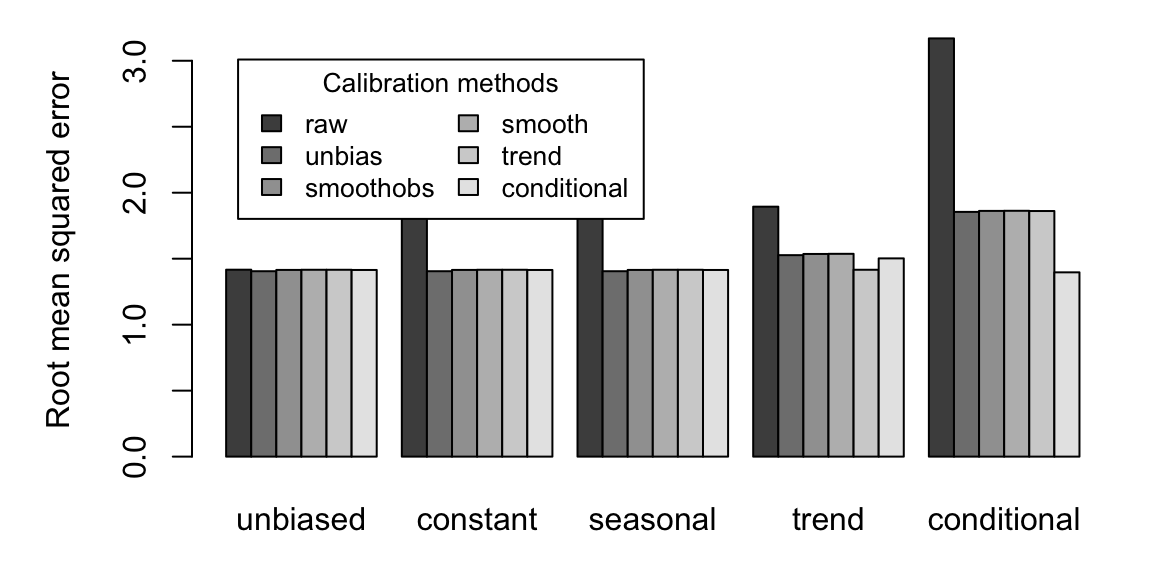 Root mean squared error
3.0
2.0
1.0
0.0
Calibration methods
raw
unbias
smoothobs
smooth
trend
conditional
unbiased
constant
seasonal
trend
conditional